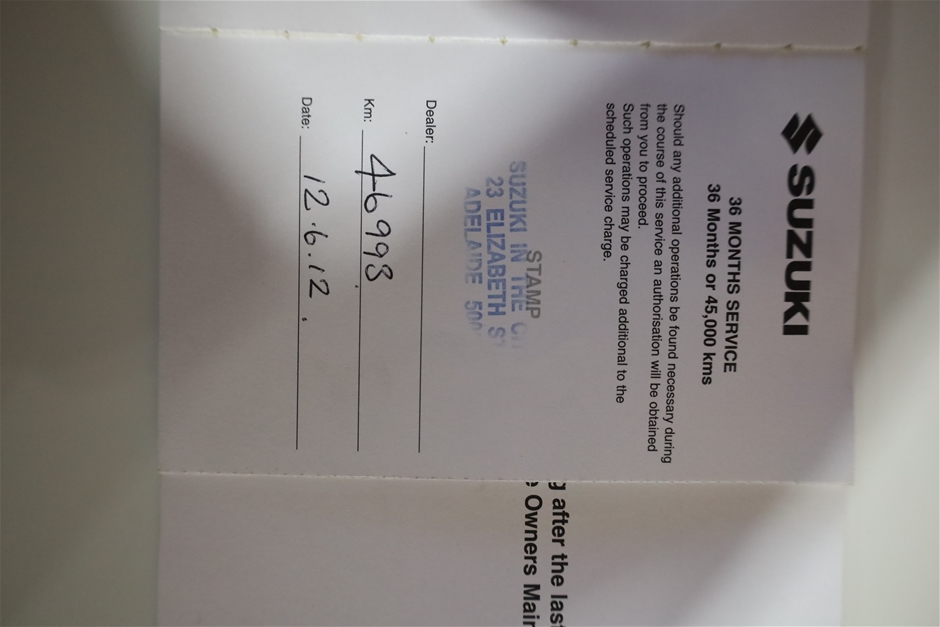 SUZUKI
36 MONTHS SERVICE
36 Months or 45,000 kms
Should any additional operations be found necessary during
the course of this service an authorisation will be obtained
from you to proceed.
Such operations may be charged additional to the
scheduled service charge.
STAMP
SUZUKI IN THE
23 ELIZABETH
ADELAIDE
Dealer:
Km: 46993
Date: 12.6.12.
after the last
Owners